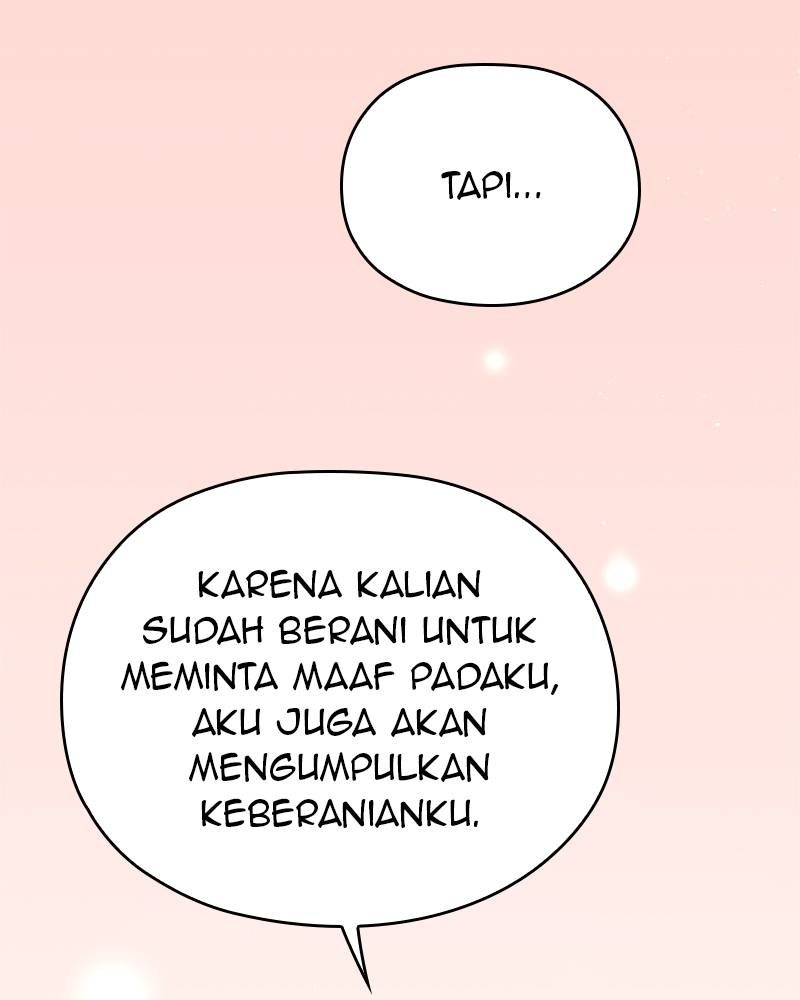 TAPI...
KARENA KALIAN
SUDAH BERANI UNTUK
MEMINTA MAAF PADAKU,
AKU JUGA AKAN
MENGUMPULKAN
KEBERANIANKU.